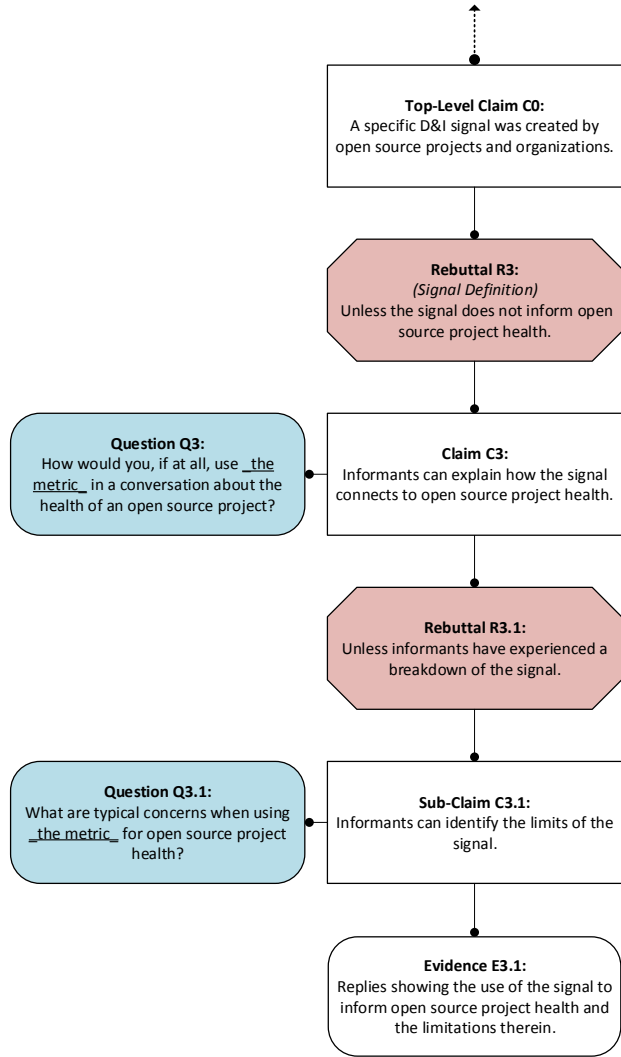 Top-Level Claim C0:
A specific D&I signal was created by
open source projects and organizations.
Rebuttal R3:
(Signal Definition)
Unless the signal does not inform open
source project health.
Question Q3:
How would you, if at all, use _the
metric_ in a conversation about the
health of an open source project?
Claim C3:
Informants can explain how the signal
connects to open source project health.
Rebuttal R3.1:
Unless informants have experienced a
breakdown of the signal.
Question Q3.1:
What are typical concerns when using
_the metric_ for open source project
health?
Sub-Claim C3.1:
Informants can identify the limits of the
signal.
Evidence E3.1:
Replies showing the use of the signal to
inform open source project health and
the limitations therein.